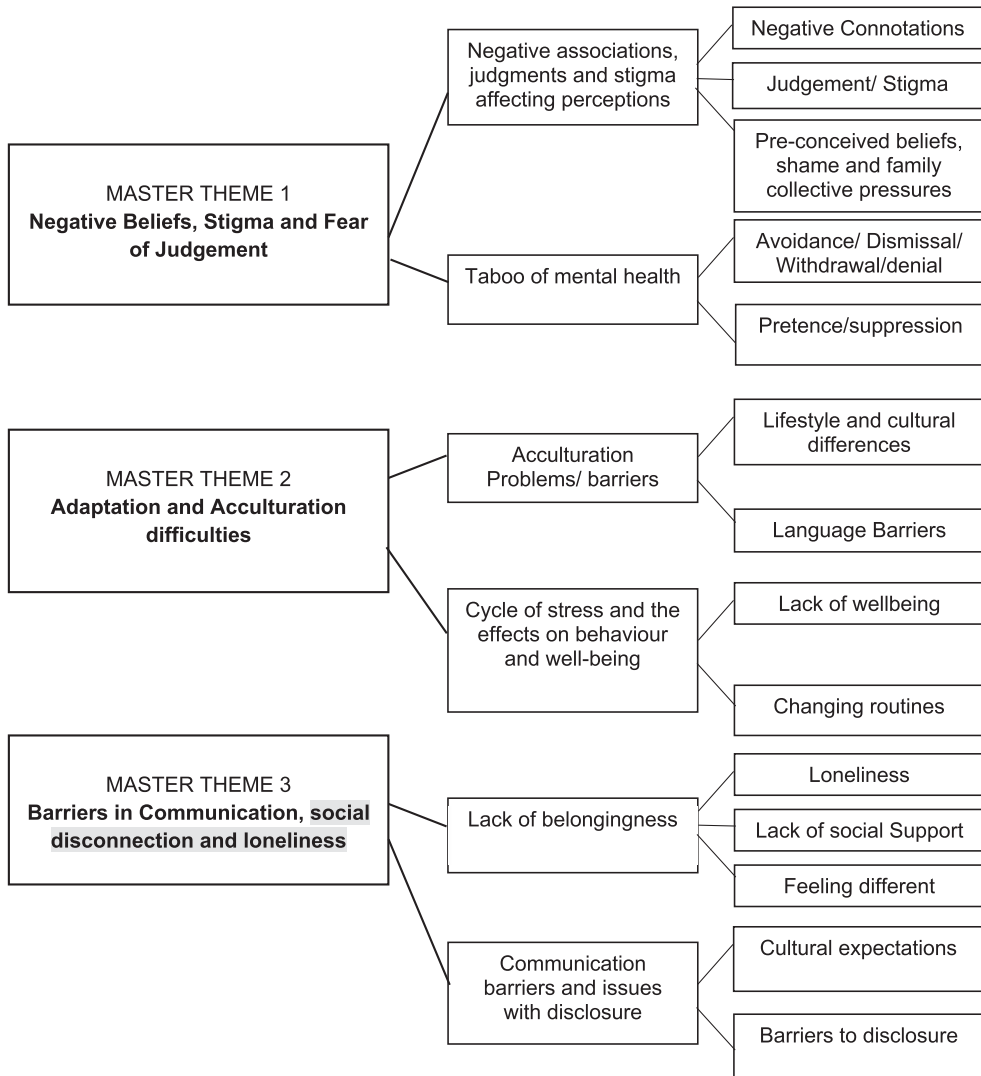 MASTER THEME 1
Negative Beliefs, Stigma and Fear
of Judgement
Negative associations,
judgments and stigma
affecting perceptions
Negative Connotations
Judgement/ Stigma
Pre-conceived beliefs,
shame and family
collective pressures
Taboo of mental health
Avoidance/ Dismissal/
Withdrawal/denial
Pretence/suppression
MASTER THEME 2
Adaptation and Acculturation
difficulties
Acculturation
Problems/ barriers
Lifestyle and cultural
differences
Language Barriers
Cycle of stress and the
effects on behaviour
and well-being
Lack of wellbeing
Changing routines
MASTER THEME 3
Barriers in Communication, social
disconnection and loneliness
Lack of belongingness
Loneliness
Lack of social Support
Feeling different
Communication
barriers and issues
with disclosure
Cultural expectations
Barriers to disclosure